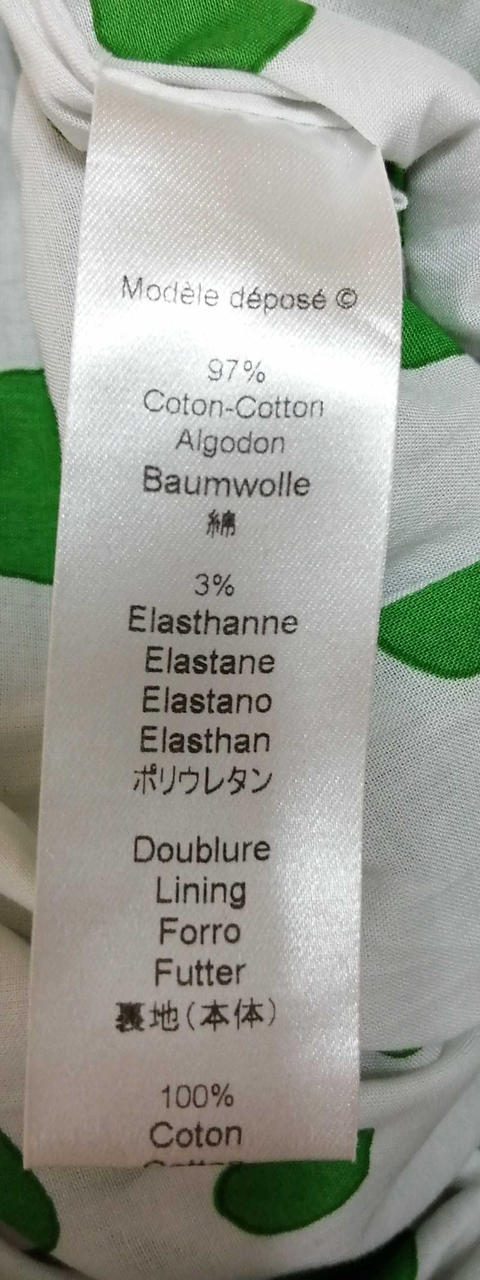 Modèle déposé ©
97%
Coton-Cotton
Algodon
Baumwolle
綿
3%
Elasthanne
Elastane
Elastano
Elasthan
ポリウレタン
Doublure
Lining
Forro
Futter
裏地(本体)
100%
Coton